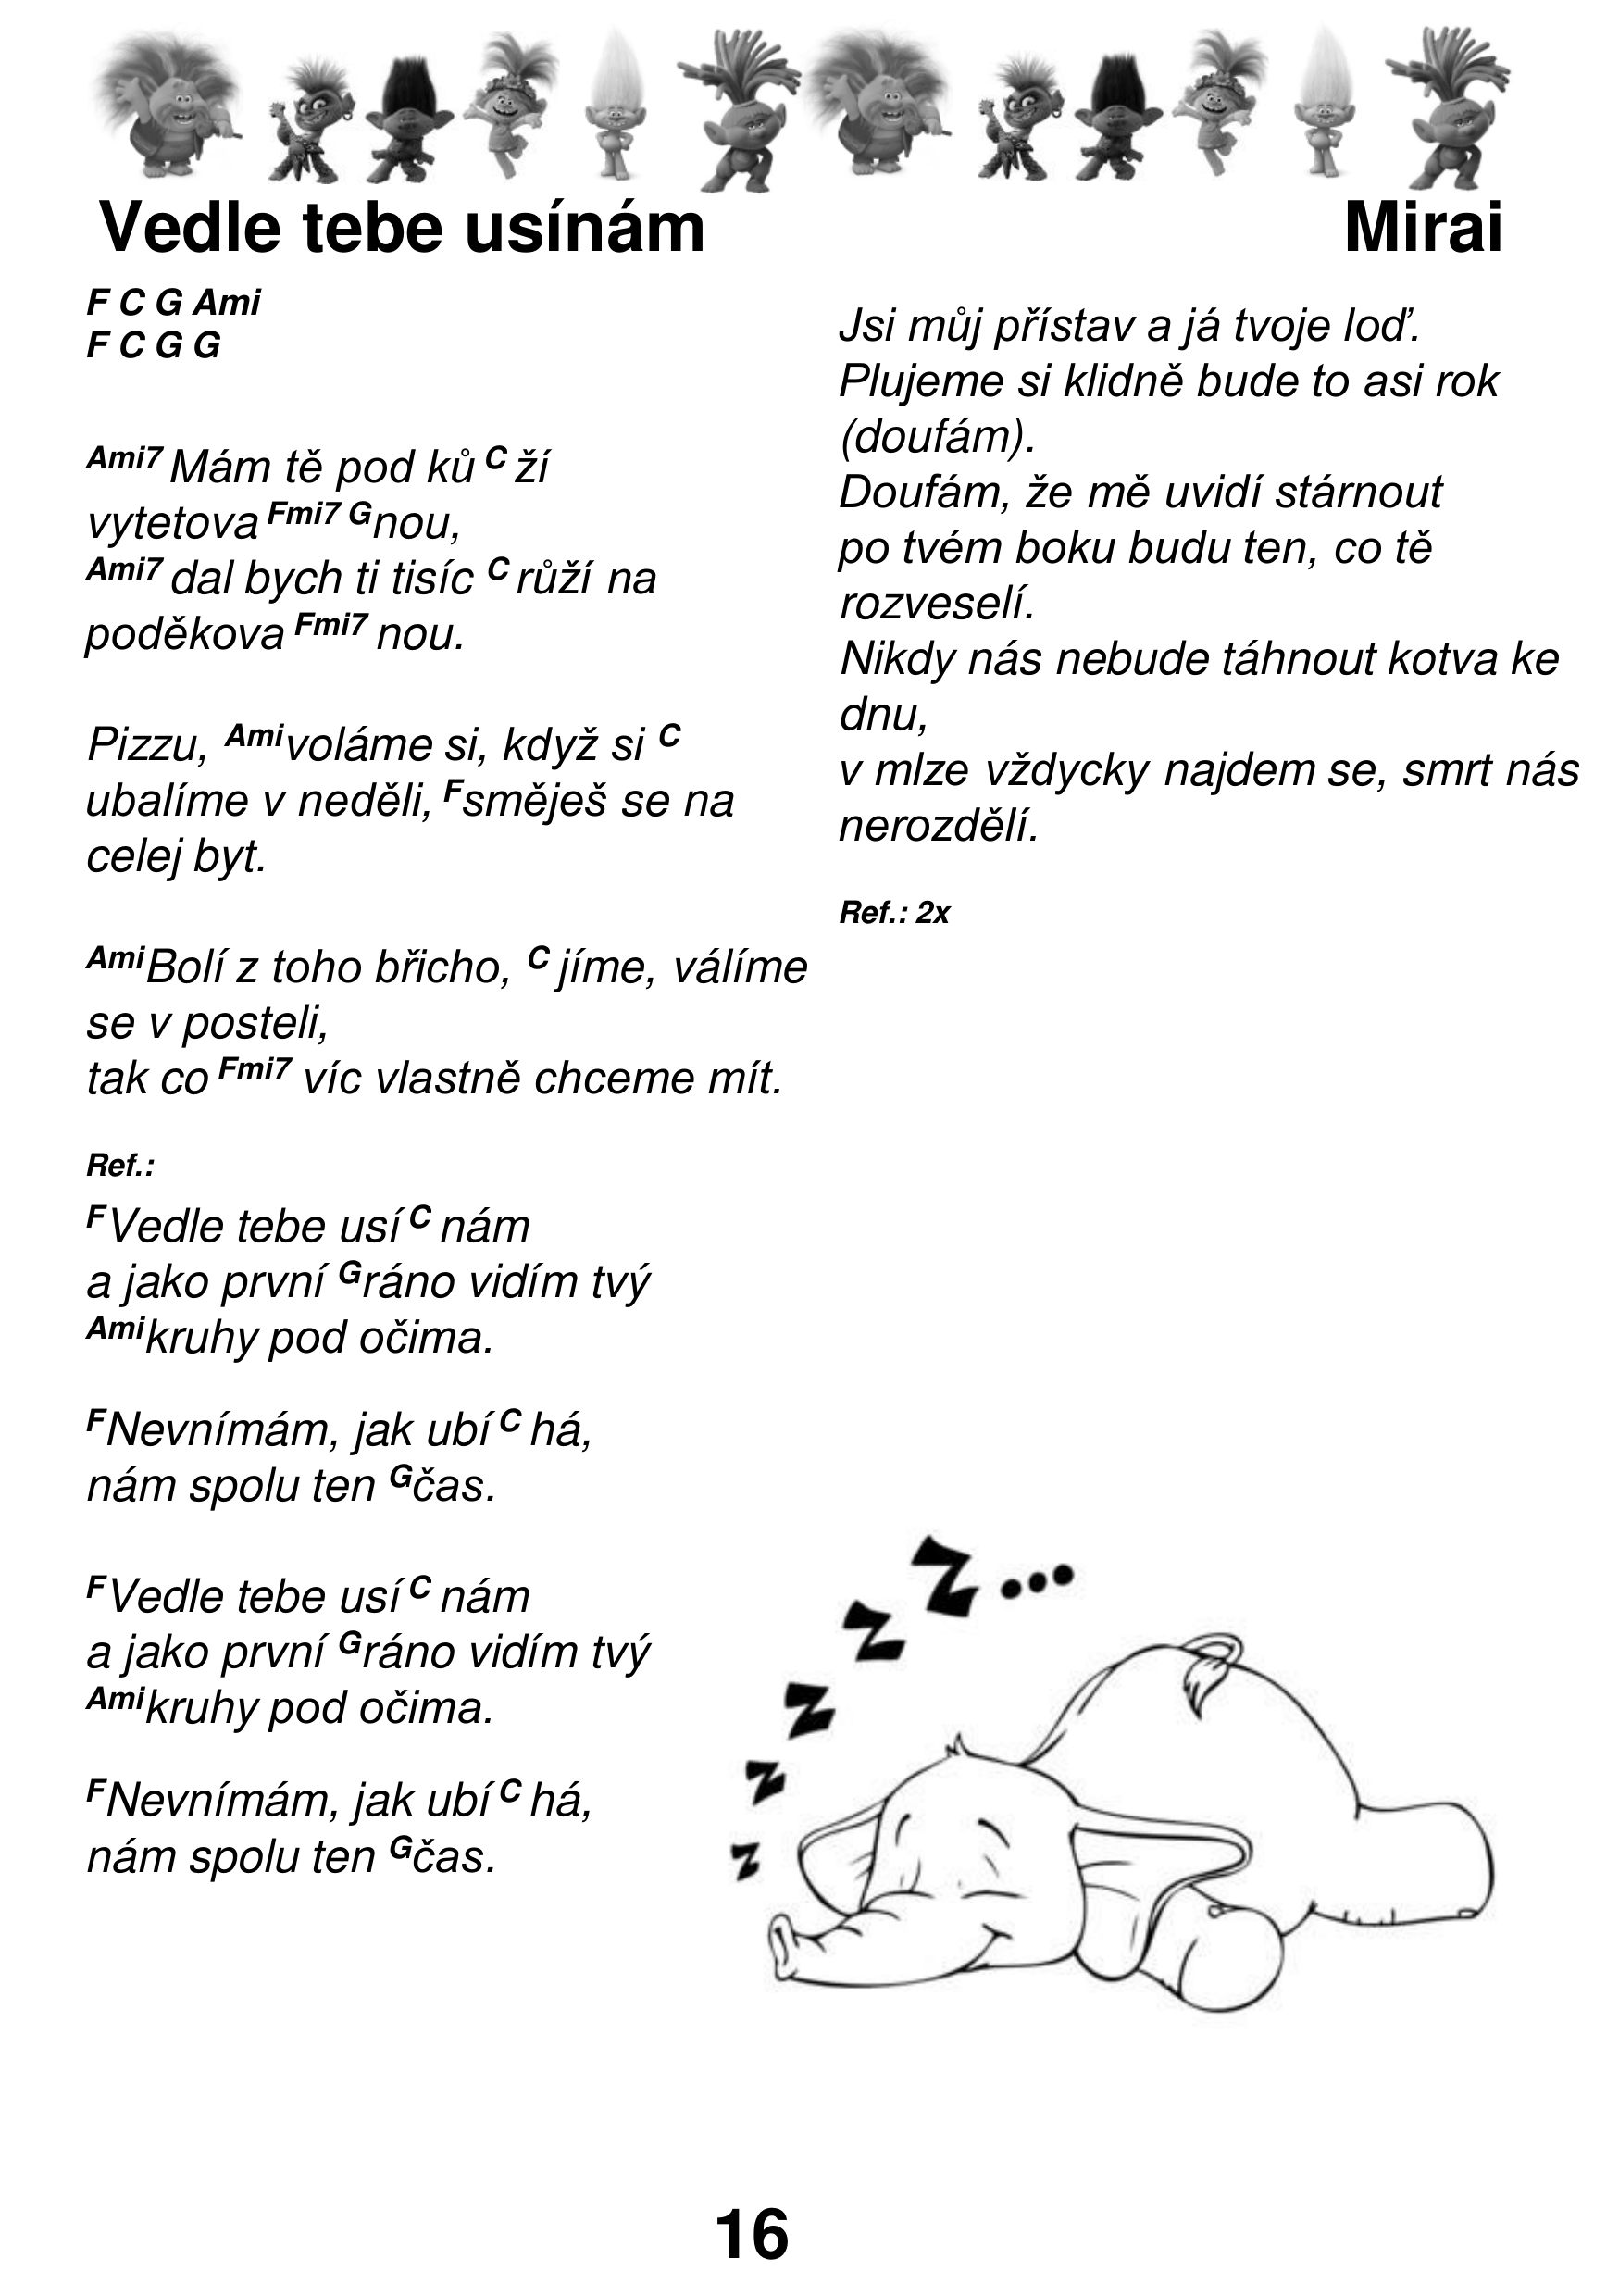 Vedle tebe usínám Mirai
F C G Ami
F C G G
Ami7 Mám tě pod ků C ží
vytetova Fmi7 Gnou,
Ami7 dal bych ti tisíc C růží na
poděkova Fmi7 nou.
Pizzu, Ami voláme si, když si C
ubalíme v neděli, F směješ se na
celej byt.
Ami Bolí z toho břicho, C jíme, válíme
se v posteli,
tak co Fmi7 víc vlastně chceme mít.
Ref.:
F Vedle tebe usí C nám
a jako první G ráno vidím tvý
Ami kruhy pod očima.
F Nevnímám, jak ubí C há,
nám spolu ten G čas.
F Vedle tebe usí C nám
a jako první G ráno vidím tvý
Ami kruhy pod očima.
F Nevnímám, jak ubí C há,
nám spolu ten G čas.
Jsi můj přístav a já tvoje loď.
Plujeme si klidně bude to asi rok
(doufám).
Doufám, že mě uvidí stárnout
po tvém boku budu ten, co tě
rozveselí.
Nikdy nás nebude táhnout kotva ke
dnu,
v mlze vždycky najdem se, smrt nás
nerozdělí.
Ref.: 2x
z z z z z...
16